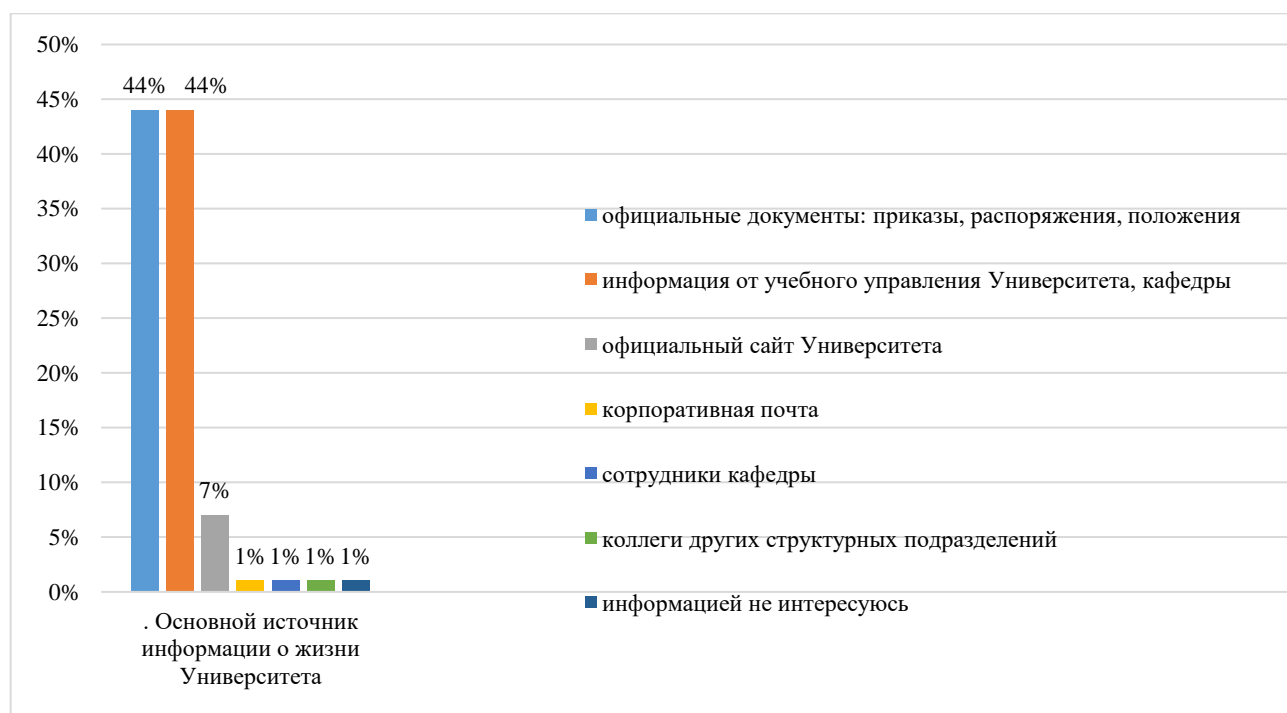 50%
45%
40%
35%
30%
25%
20%
15%
10%
5%
0%
44% 44%
7%
1% 1% 1% 1%
. Основной источник
информации о жизни
Университета
официальные документы: приказы, распоряжения, положения
информация от учебного управления Университета, кафедры
официальный сайт Университета
корпоративная почта
сотрудники кафедры
коллеги других структурных подразделений
информацией не интересуюсь